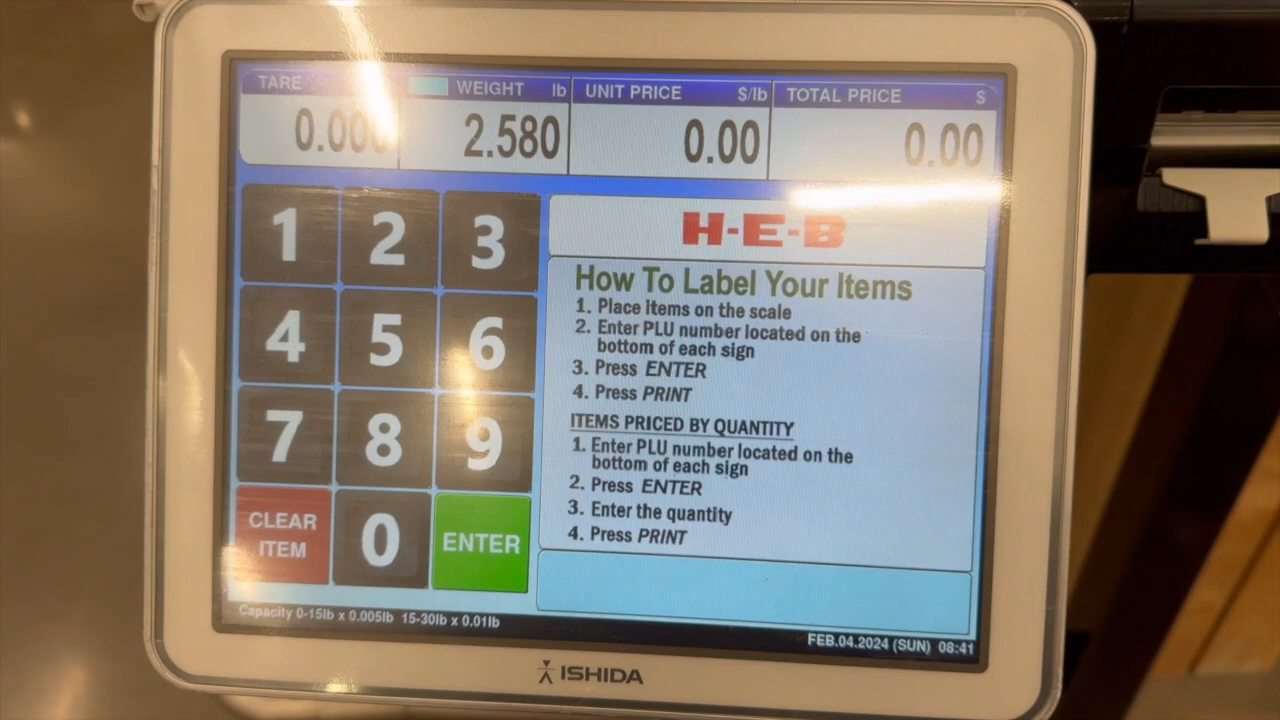 TARE WEIGHT lb UNIT PRICE $/lb TOTAL PRICE $
0.000 2.580 0.00 0.00
1 2 3
4 5 6
7 8 9
CLEAR ITEM 0 ENTER
H-E-B
How To Label Your Items
1. Place items on the scale
2. Enter PLU number located on the
bottom of each sign
3. Press ENTER
4. Press PRINT
ITEMS PRICED BY QUANTITY
1. Enter PLU number located on the
bottom of each sign
2. Press ENTER
3. Enter the quantity
4. Press PRINT
Capacity 0-15lb x 0.005lb 15-30lb x 0.01lb
FEB.04.2024 (SUN) 08:41
ISHIDA